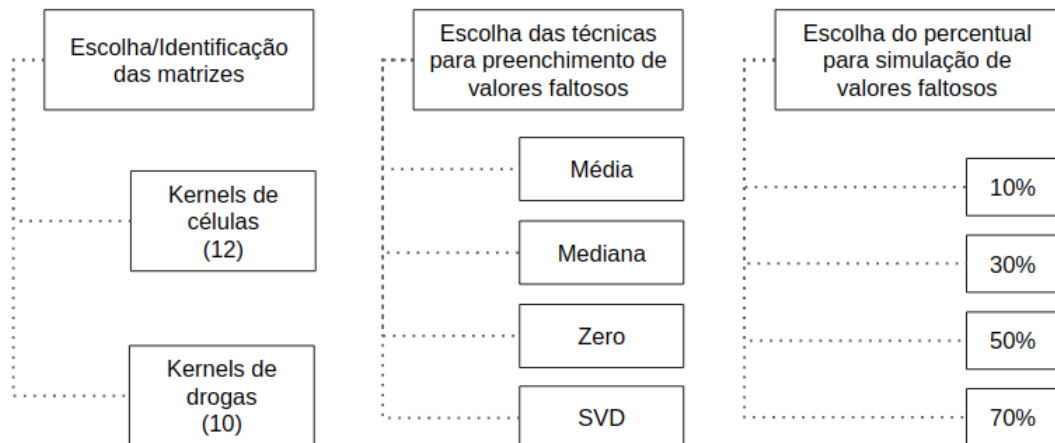 Escolha/Identificação
das matrizes
Kernels de
células
(12)
Kernels de
drogas
(10)
Escolha das técnicas
para preenchimento de
valores faltosos
Média
Mediana
Zero
SVD
Escolha do percentual
para simulação de
valores faltosos
10%
30%
50%
70%